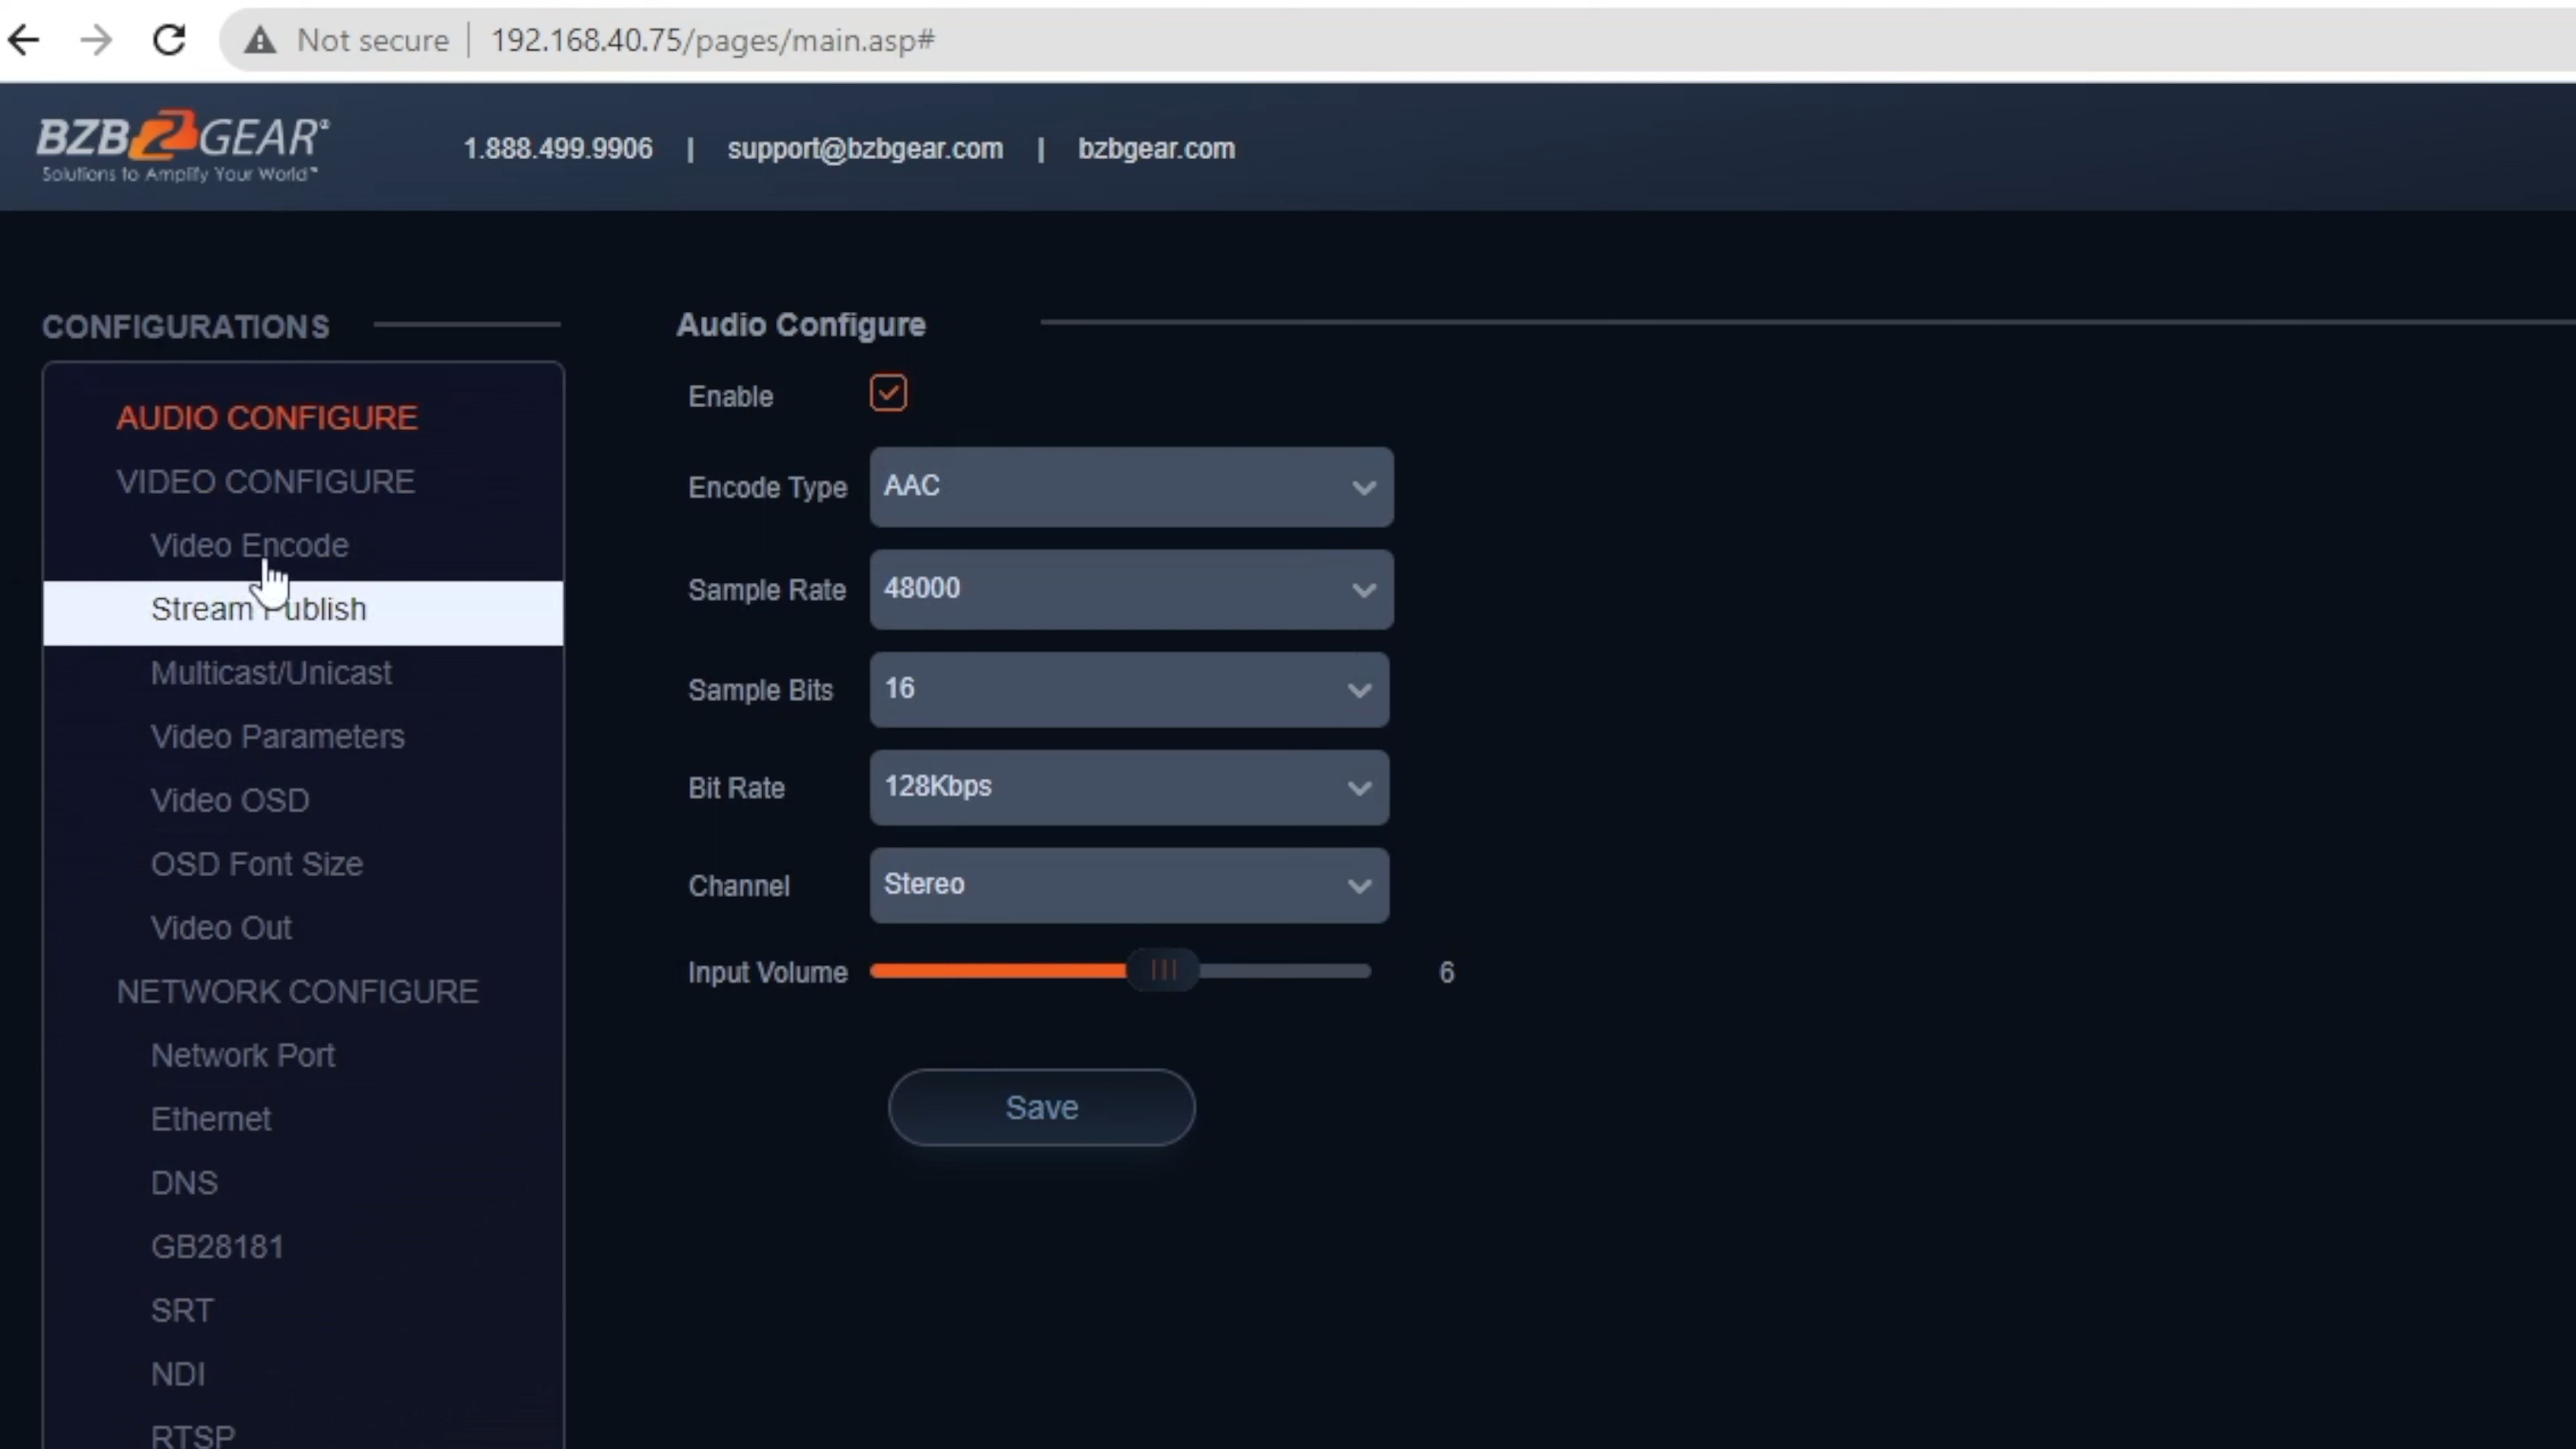 Not secure | 192.168.40.75/pages/main.asp#
BZB GEAR®
Solutions to Amplify Your World™
1.888.499.9906 | support@bzbgear.com | bzbgear.com
CONFIGURATIONS
AUDIO CONFIGURE
VIDEO CONFIGURE
Video Encode
Stream Publish
Multicast/Unicast
Video Parameters
Video OSD
OSD Font Size
Video Out
NETWORK CONFIGURE
Network Port
Ethernet
DNS
GB28181
SRT
NDI
RTSP
Audio Configure
Enable
Encode Type AAC
Sample Rate 48000
Sample Bits 16
Bit Rate 128Kbps
Channel Stereo
Input Volume 6
Save